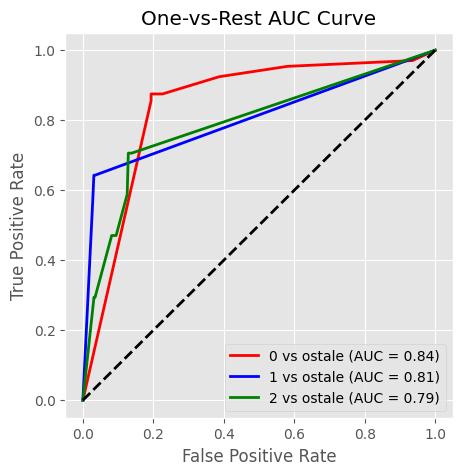 One-vs-Rest AUC Curve
1.0
0.8
0.6
0.4
0.2
0.0
True Positive Rate
0 vs ostale (AUC = 0.84)
1 vs ostale (AUC = 0.81)
2 vs ostale (AUC = 0.79)
0.0 0.2 0.4 0.6 0.8 1.0
False Positive Rate